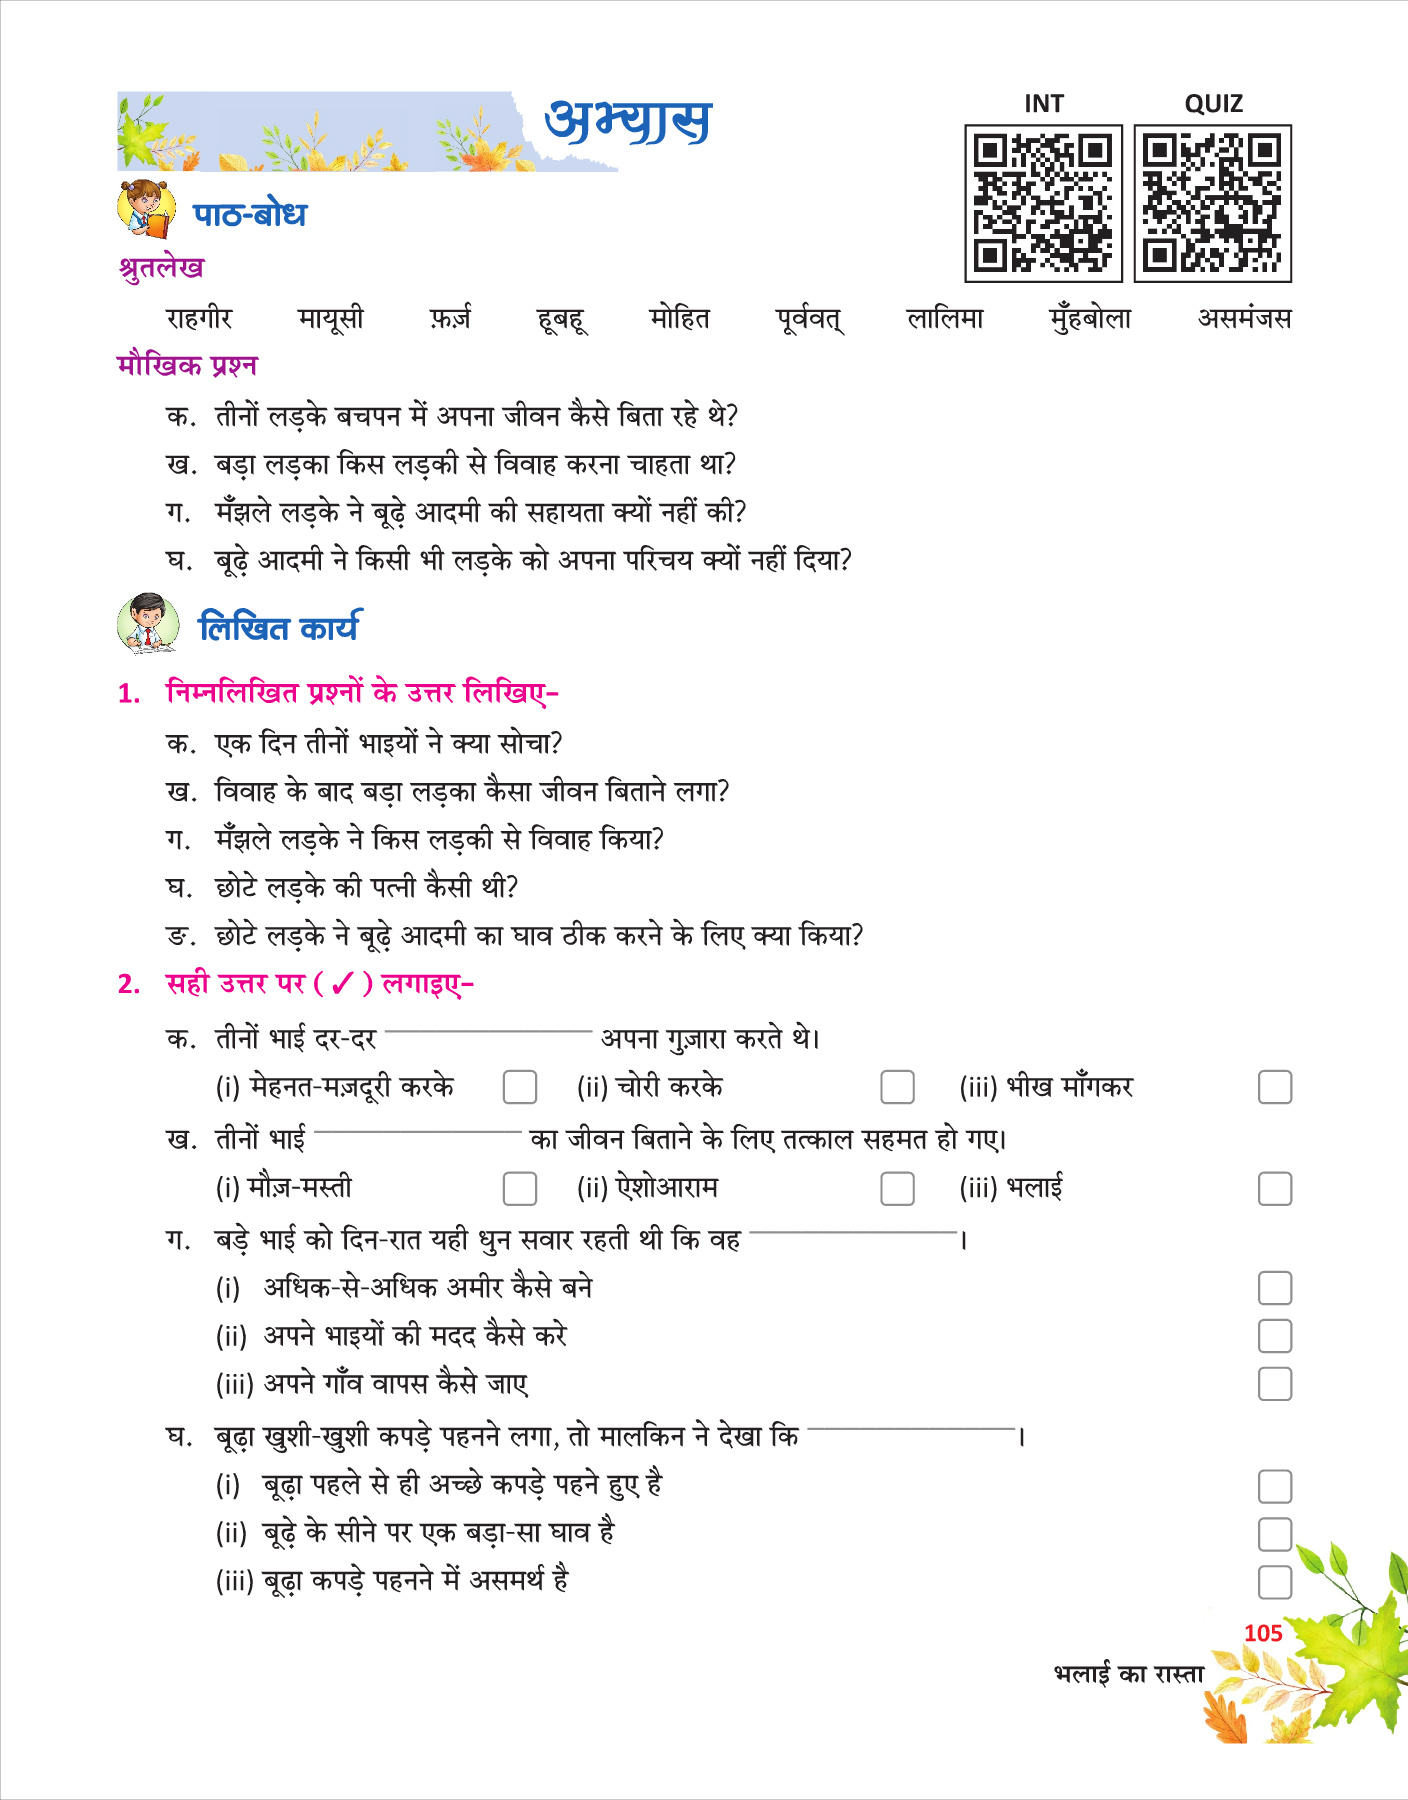 अभ्यास
INT QUIZ
पाठ-बोध
श्रुतलेख
राहगीर मायूसी फ़र्ज़ हूबहू मोहित पूर्ववत् लालिमा मुँहबोला असमंजस
मौखिक प्रश्न
क. तीनों लड़के बचपन में अपना जीवन कैसे बिता रहे थे?
ख. बड़ा लड़का किस लड़की से विवाह करना चाहता था?
ग. मँझले लड़के ने बूढ़े आदमी की सहायता क्यों नहीं की?
घ. बूढ़े आदमी ने किसी भी लड़के को अपना परिचय क्यों नहीं दिया?
लिखित कार्य
1. निम्नलिखित प्रश्नों के उत्तर लिखिए–
क. एक दिन तीनों भाइयों ने क्या सोचा?
ख. विवाह के बाद बड़ा लड़का कैसा जीवन बिताने लगा?
ग. मँझले लड़के ने किस लड़की से विवाह किया?
घ. छोटे लड़के की पत्नी कैसी थी?
ङ. छोटे लड़के ने बूढ़े आदमी का घाव ठीक करने के लिए क्या किया?
2. सही उत्तर पर (✓) लगाइए–
क. तीनों भाई दर-दर ____________ अपना गुज़ारा करते थे।
(i) मेहनत-मज़दूरी करके (ii) चोरी करके (iii) भीख माँगकर
ख. तीनों भाई ____________ का जीवन बिताने के लिए तत्काल सहमत हो गए।
(i) मौज़-मस्ती (ii) ऐशोआराम (iii) भलाई
ग. बड़े भाई को दिन-रात यही धुन सवार रहती थी कि वह ____________।
(i) अधिक-से-अधिक अमीर कैसे बने
(ii) अपने भाइयों की मदद कैसे करे
(iii) अपने गाँव वापस कैसे जाए
घ. बूढ़ा खुशी-खुशी कपड़े पहनने लगा, तो मालकिन ने देखा कि ____________।
(i) बूढ़ा पहले से ही अच्छे कपड़े पहने हुए है
(ii) बूढ़े के सीने पर एक बड़ा-सा घाव है
(iii) बूढ़ा कपड़े पहनने में असमर्थ है
105
भलाई का रास्ता